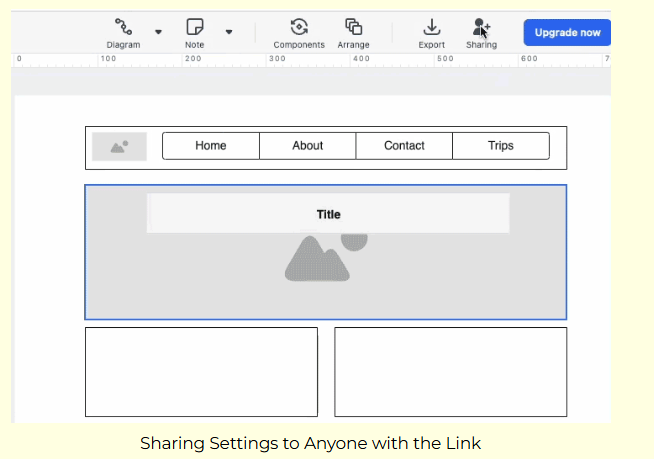 Diagram Note Components Arrange Export Sharing Upgrade now
0 100 200 300 400 500 600 7
Home About Contact Trips
Title
Sharing Settings to Anyone with the Link